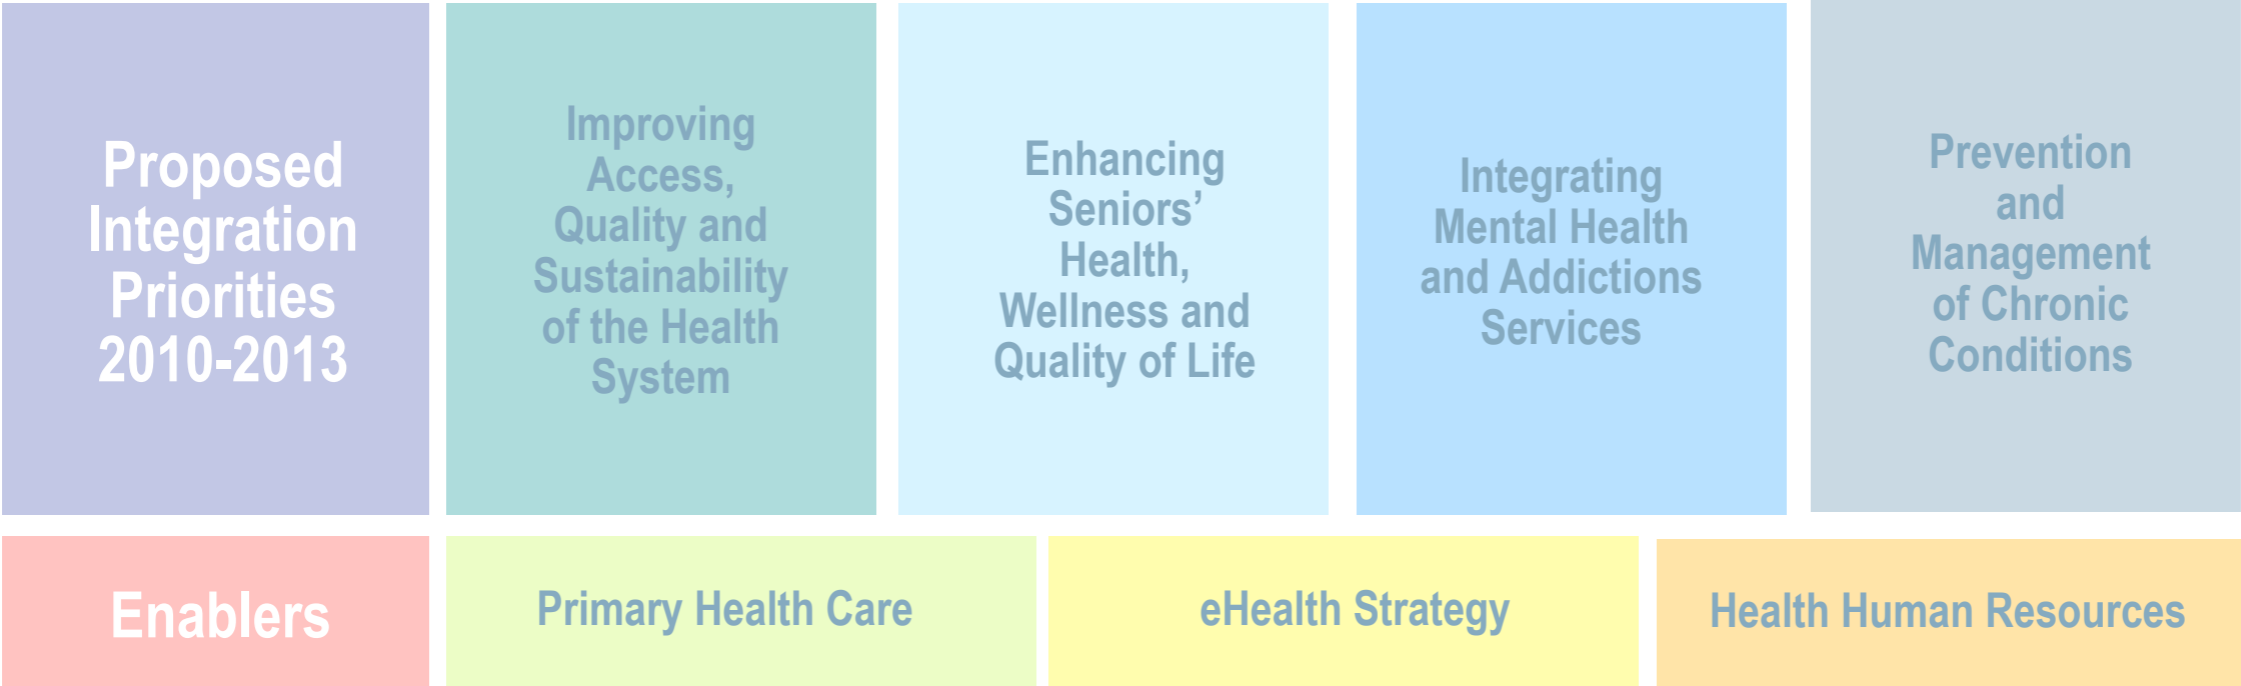 Proposed
Integration
Priorities
2010-2013
Improving
Access,
Quality and
Sustainability
of the Health
System
Enhancing
Seniors’
Health,
Wellness and
Quality of Life
Integrating
Mental Health
and Addictions
Services
Prevention
and
Management
of Chronic
Conditions
Enablers
Primary Health Care
eHealth Strategy
Health Human Resources